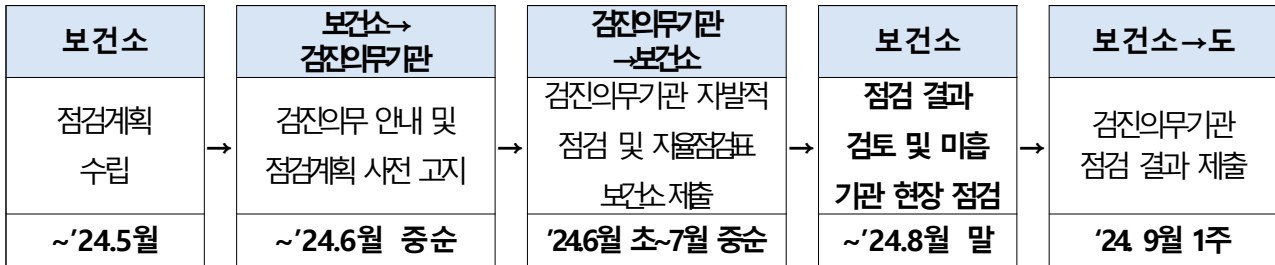 보건소
점검계획
수립
~'24.5월
→
보건소→
검진의무기관
검진의무 안내 및
점검계획 사전 고지
~'24.6월 중순
→
검진의무기관
→보건소
검진의무기관 자발적
점검 및 자율점검표
보건소 제출
'24.6월 초~7월 중순
→
보건소
점검 결과
검토 및 미흡
기관 현장 점검
~'24.8월 말
→
보건소→도
검진의무기관
점검 결과 제출
'24. 9월 1주